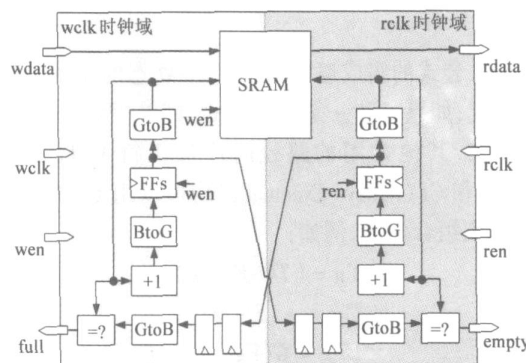 wclk时钟域 rclk时钟域
wdata SRAM rdata
wen
GtoB GtoB
wclk rclk
FFs wen ren FFs
wen BtoG BtoG ren
+1 +1
full =? GtoB GtoB =? empty